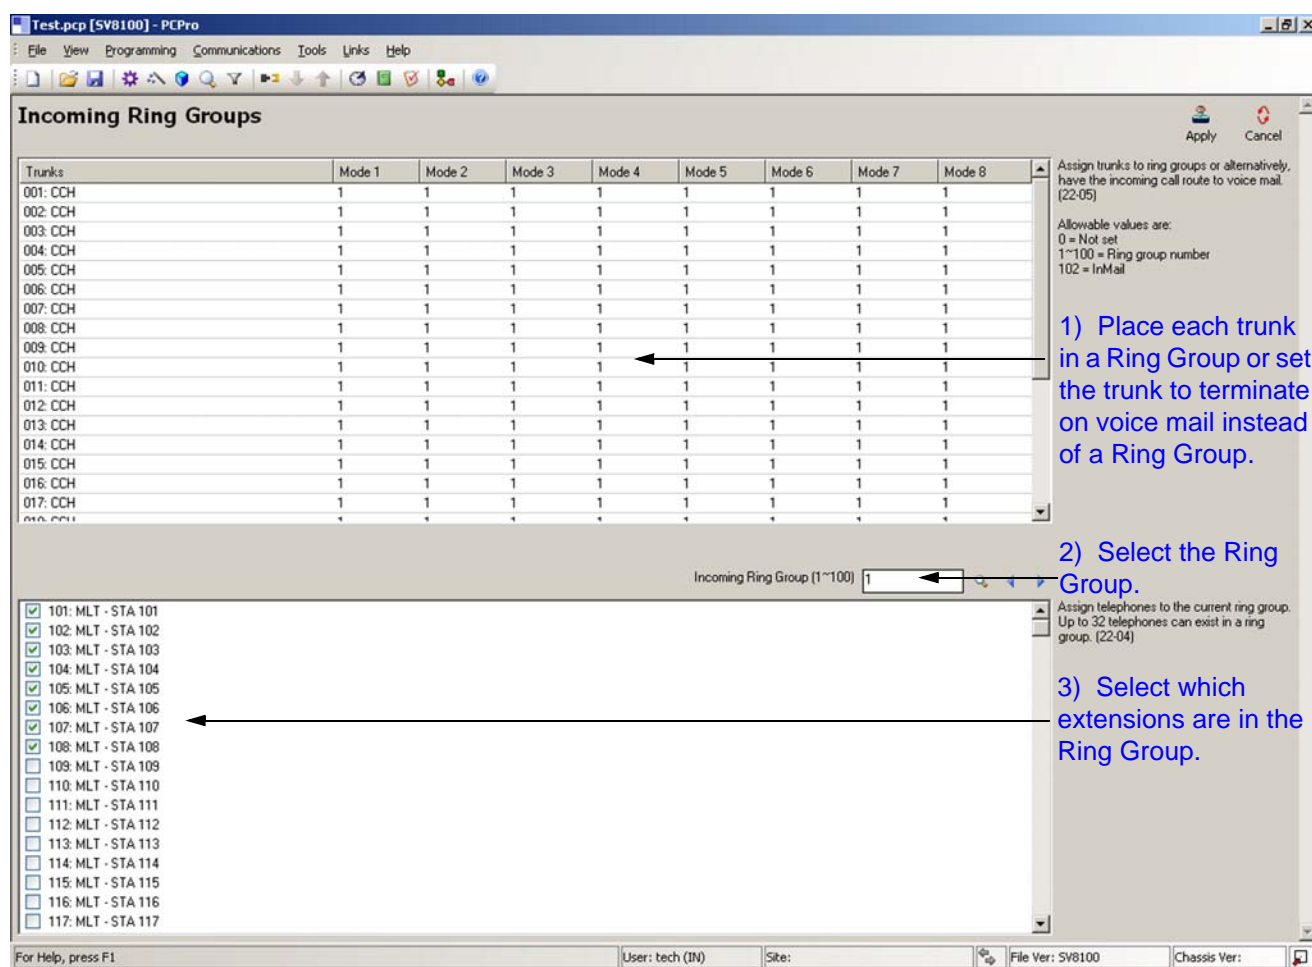 Test.pcp [SV8100] - PCPro
File View Programming Communications Tools Links Help
Incoming Ring Groups
Apply Cancel
Trunks Mode 1 Mode 2 Mode 3 Mode 4 Mode 5 Mode 6 Mode 7 Mode 8
001: CCH 1 1 1 1 1 1 1 1
002: CCH 1 1 1 1 1 1 1 1
003: CCH 1 1 1 1 1 1 1 1
004: CCH 1 1 1 1 1 1 1 1
005: CCH 1 1 1 1 1 1 1 1
006: CCH 1 1 1 1 1 1 1 1
007: CCH 1 1 1 1 1 1 1 1
008: CCH 1 1 1 1 1 1 1 1
009: CCH 1 1 1 1 1 1 1 1
010: CCH 1 1 1 1 1 1 1 1
011: CCH 1 1 1 1 1 1 1 1
012: CCH 1 1 1 1 1 1 1 1
013: CCH 1 1 1 1 1 1 1 1
014: CCH 1 1 1 1 1 1 1 1
015: CCH 1 1 1 1 1 1 1 1
016: CCH 1 1 1 1 1 1 1 1
017: CCH 1 1 1 1 1 1 1 1
Assign trunks to ring groups or alternatively,
have the incoming call route to voice mail.
(22-05)
Allowable values are:
0 = Not set
1~100 = Ring group number
102 = InMail
1) Place each trunk
in a Ring Group or set
the trunk to terminate
on voice mail instead
of a Ring Group.
Incoming Ring Group (1~100) 1
2) Select the Ring
Group.
101: MLT - STA 101
102: MLT - STA 102
103: MLT - STA 103
104: MLT - STA 104
105: MLT - STA 105
106: MLT - STA 106
107: MLT - STA 107
108: MLT - STA 108
109: MLT - STA 109
110: MLT - STA 110
111: MLT - STA 111
112: MLT - STA 112
113: MLT - STA 113
114: MLT - STA 114
115: MLT - STA 115
116: MLT - STA 116
117: MLT - STA 117
Assign telephones to the current ring group.
Up to 32 telephones can exist in a ring
group. (22-04)
3) Select which
extensions are in the
Ring Group.
For Help, press F1 User: tech (IN) Site: File Ver: SV8100 Chassis Ver: